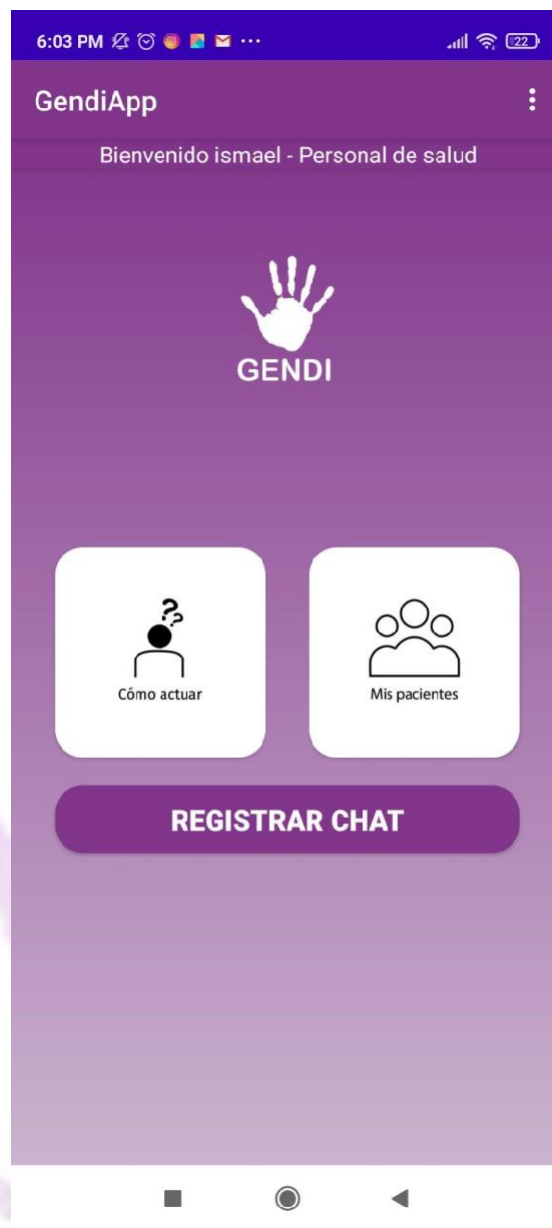 6:03 PM ... 22
GendiApp
Bienvenido ismael - Personal de salud
GENDI
??
Cómo actuar
Mis pacientes
REGISTRAR CHAT